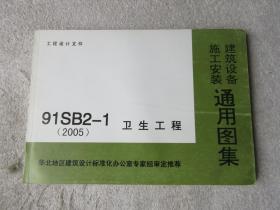 工程设计文件
建筑设备
施工安装
通用图集
91SB2-1
(2005)
卫生工程
华北地区建筑设计标准化办公室专家组审定推荐